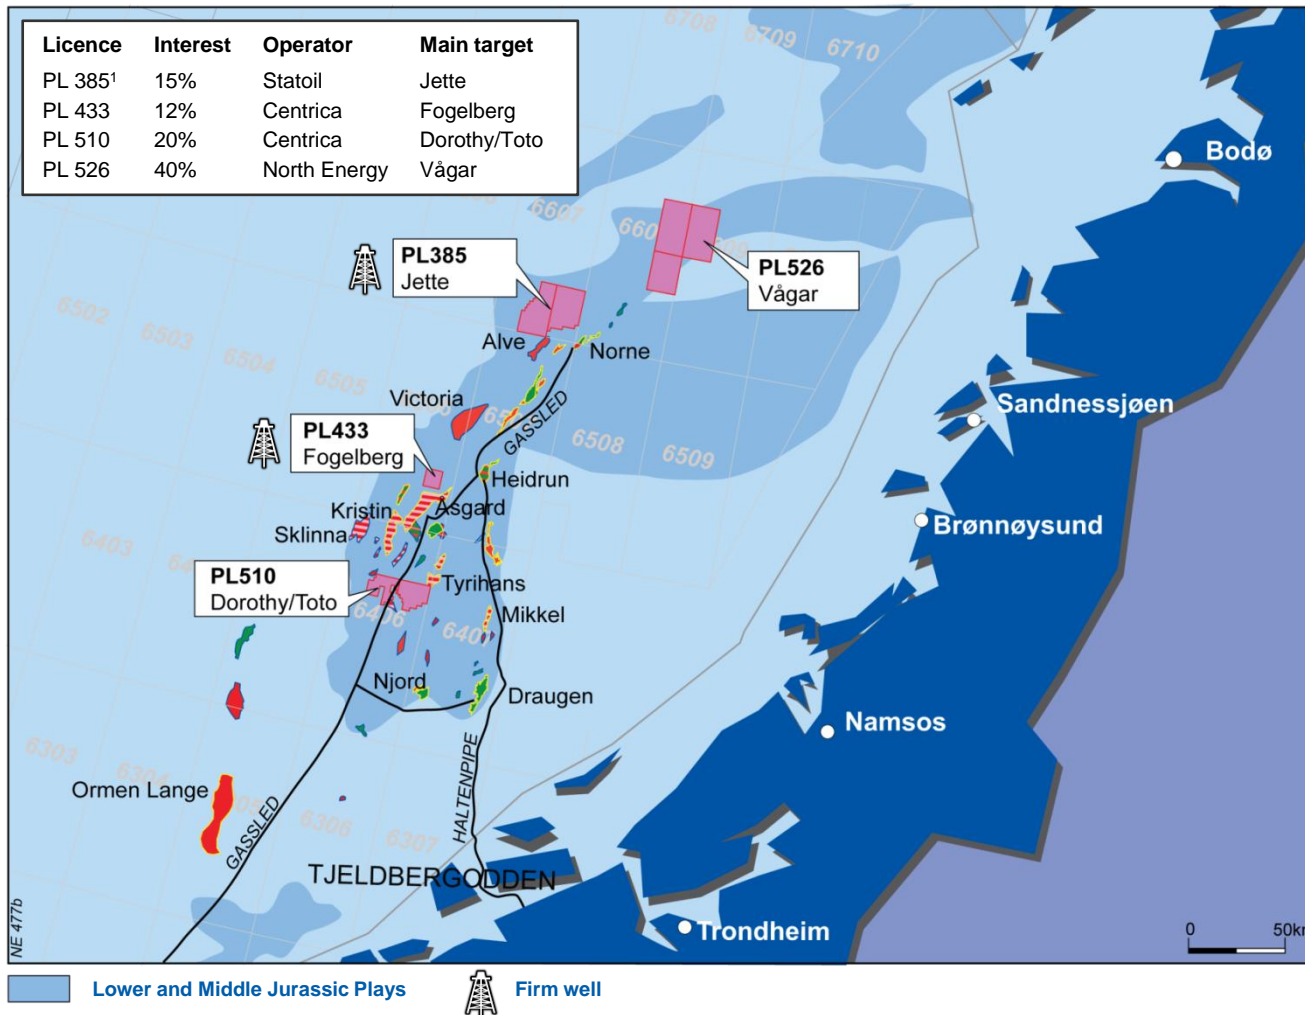 Licence Interest Operator Main target
PL 385¹ 15% Statoil Jette
PL 433 12% Centrica Fogelberg
PL 510 20% Centrica Dorothy/Toto
PL 526 40% North Energy Vågar
6708
6709
6710
Bodø
6607
PL385
Jette
PL526
Vågar
6502
6503
6504
6505
Alve
Norne
Victoria
GASSLED
Sandnessjøen
PL433
Fogelberg
6508
6509
Heidrun
Kristin
Åsgard
Sklinna
Brønnøysund
6403
PL510
Dorothy/Toto
Tyrihans
6406
Mikkel
Njord
Draugen
Namsos
6303
6304
Ormen Lange
6306
6307
GASSLED
HALTENPIPE
TJELDBERGODDEN
Trondheim
0 50km
NE 477b
Lower and Middle Jurassic Plays
Firm well